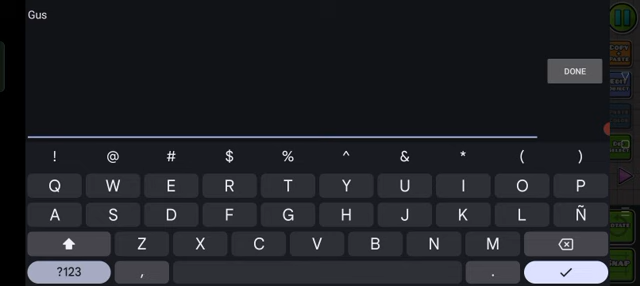 Gus
DONE
! @ # $ % ^ & * ( )
Q W E R T Y U I O P
A S D F G H J K L Ñ
Z X C V B N M
?123 , .